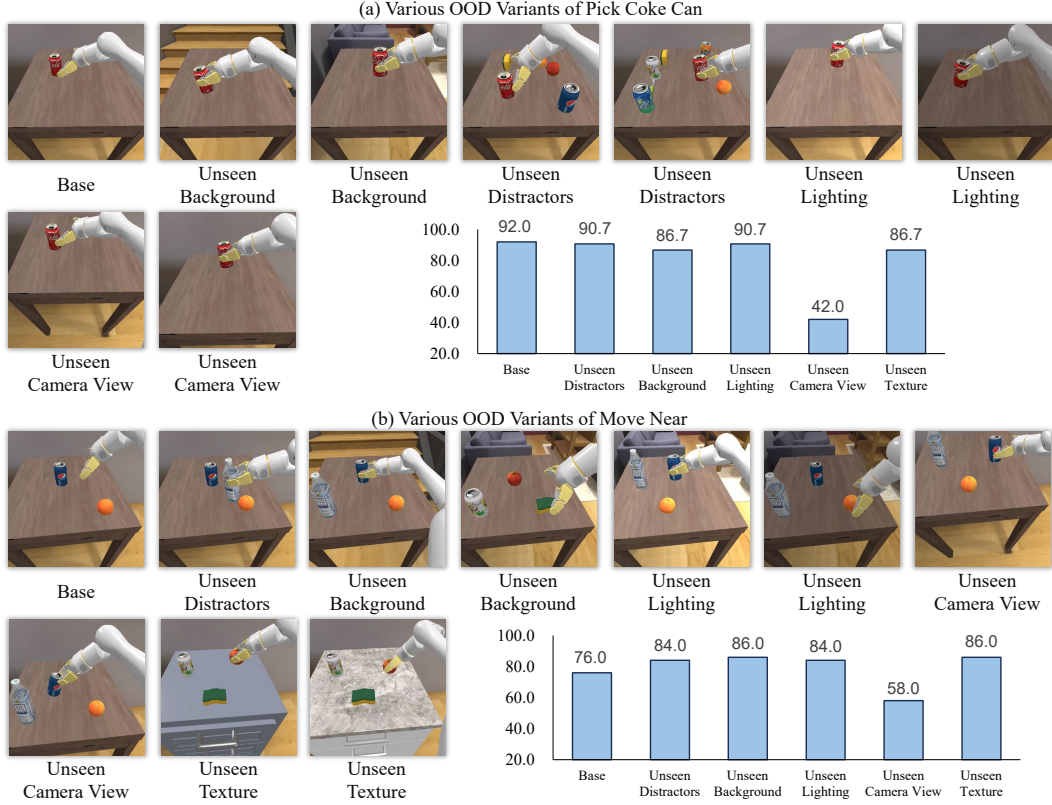 (a) Various OOD Variants of Pick Coke Can
Base
Unseen
Background
Unseen
Background
Unseen
Distractors
Unseen
Distractors
Unseen
Lighting
Unseen
Lighting
Unseen
Camera View
Unseen
Camera View
100.0
80.0
60.0
40.0
20.0
92.0
90.7
86.7
90.7
42.0
86.7
Base
Unseen
Distractors
Unseen
Background
Unseen
Lighting
Unseen
Camera View
Unseen
Texture
(b) Various OOD Variants of Move Near
Base
Unseen
Distractors
Unseen
Background
Unseen
Background
Unseen
Lighting
Unseen
Lighting
Unseen
Camera View
Unseen
Camera View
Unseen
Texture
Unseen
Texture
100.0
80.0
60.0
40.0
20.0
76.0
84.0
86.0
84.0
58.0
86.0
Base
Unseen
Distractors
Unseen
Background
Unseen
Lighting
Unseen
Camera View
Unseen
Texture